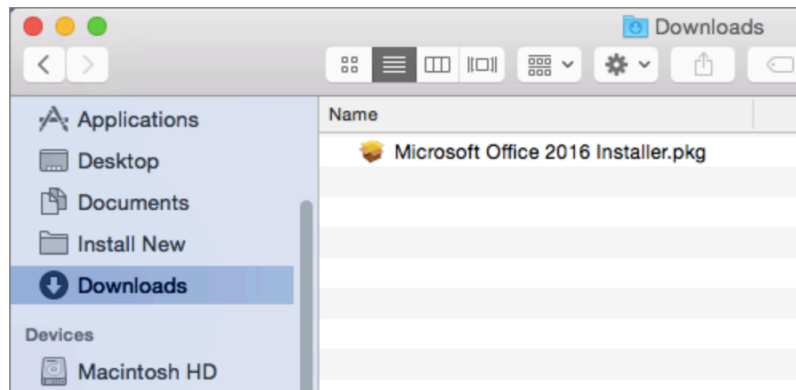 Downloads
Applications
Desktop
Documents
Install New
Downloads
Devices
Macintosh HD
Name
Microsoft Office 2016 Installer.pkg